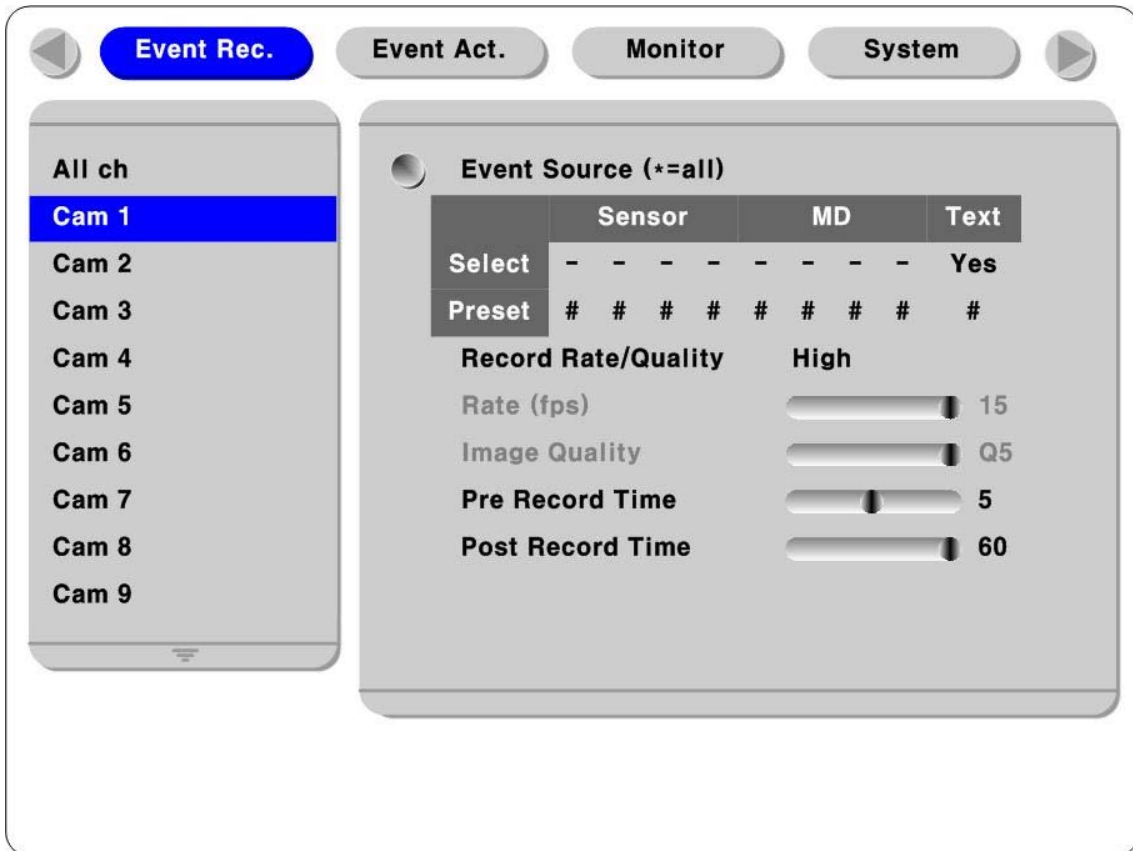 Event Rec. Event Act. Monitor System
All ch
Cam 1
Cam 2
Cam 3
Cam 4
Cam 5
Cam 6
Cam 7
Cam 8
Cam 9
Event Source (*=all)
Sensor MD Text
Select - - - - - - - - Yes
Preset # # # # # # # # #
Record Rate/Quality High
Rate (fps) 15
Image Quality Q5
Pre Record Time 5
Post Record Time 60